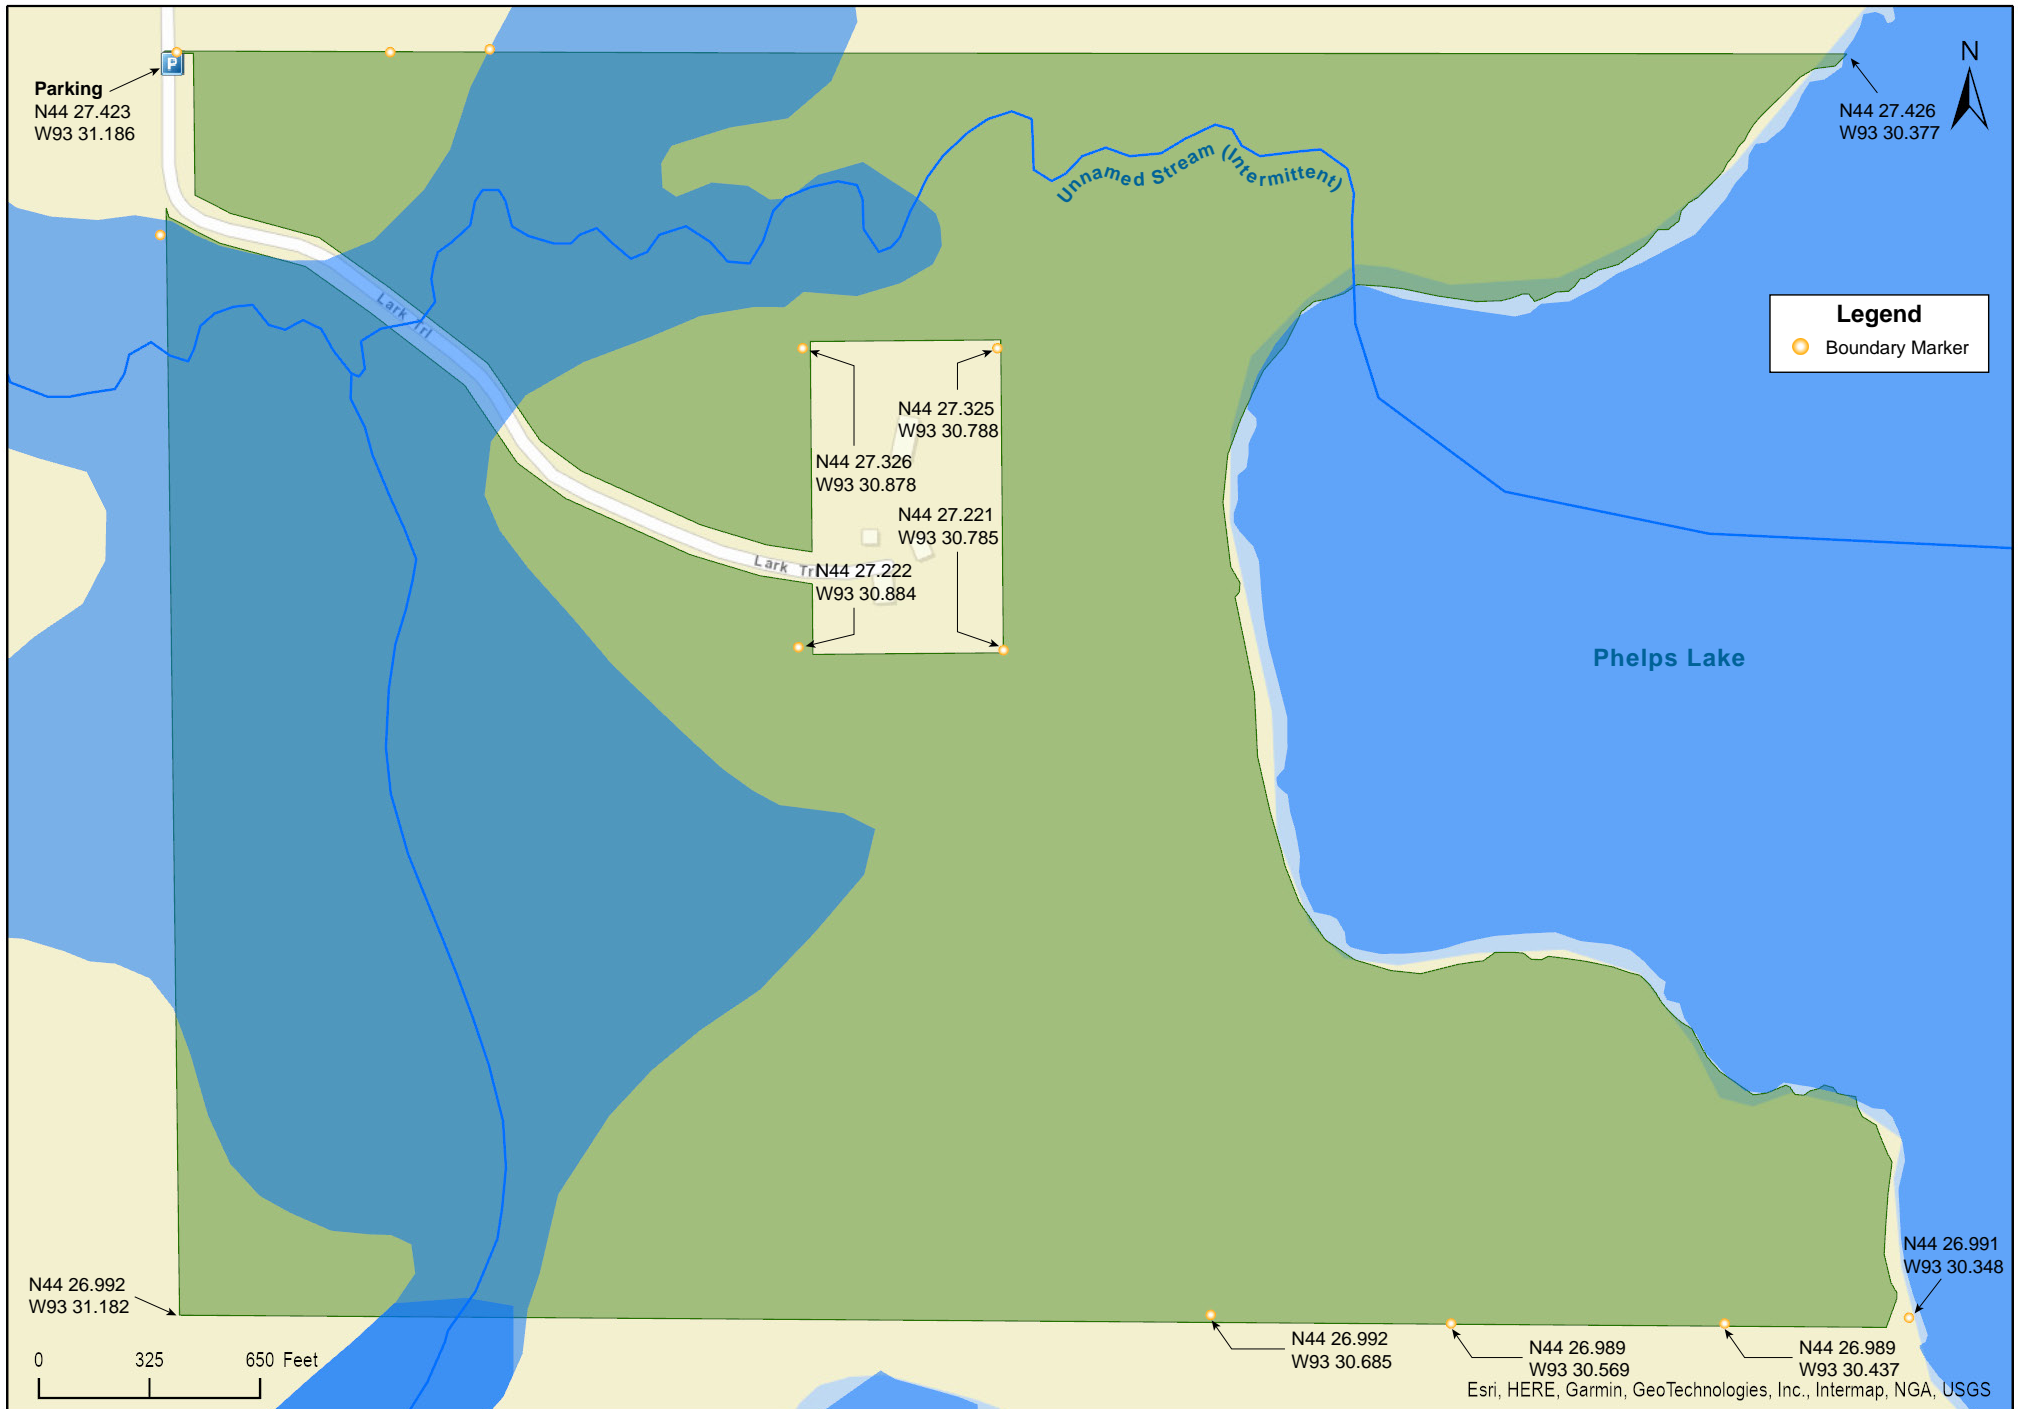 N
P
Parking
N44 27.423
W93 31.186
N44 27.426
W93 30.377
Unnamed Stream (Intermittent)
Lark Trl
Legend
Boundary Marker
N44 27.325
W93 30.788
N44 27.326
W93 30.878
N44 27.221
W93 30.785
Lark Trl
N44 27.222
W93 30.884
Phelps Lake
N44 26.991
W93 30.348
N44 26.992
W93 31.182
N44 26.992
W93 30.685
N44 26.989
W93 30.569
N44 26.989
W93 30.437
0 325 650 Feet
Esri, HERE, Garmin, GeoTechnologies, Inc., Intermap, NGA, USGS